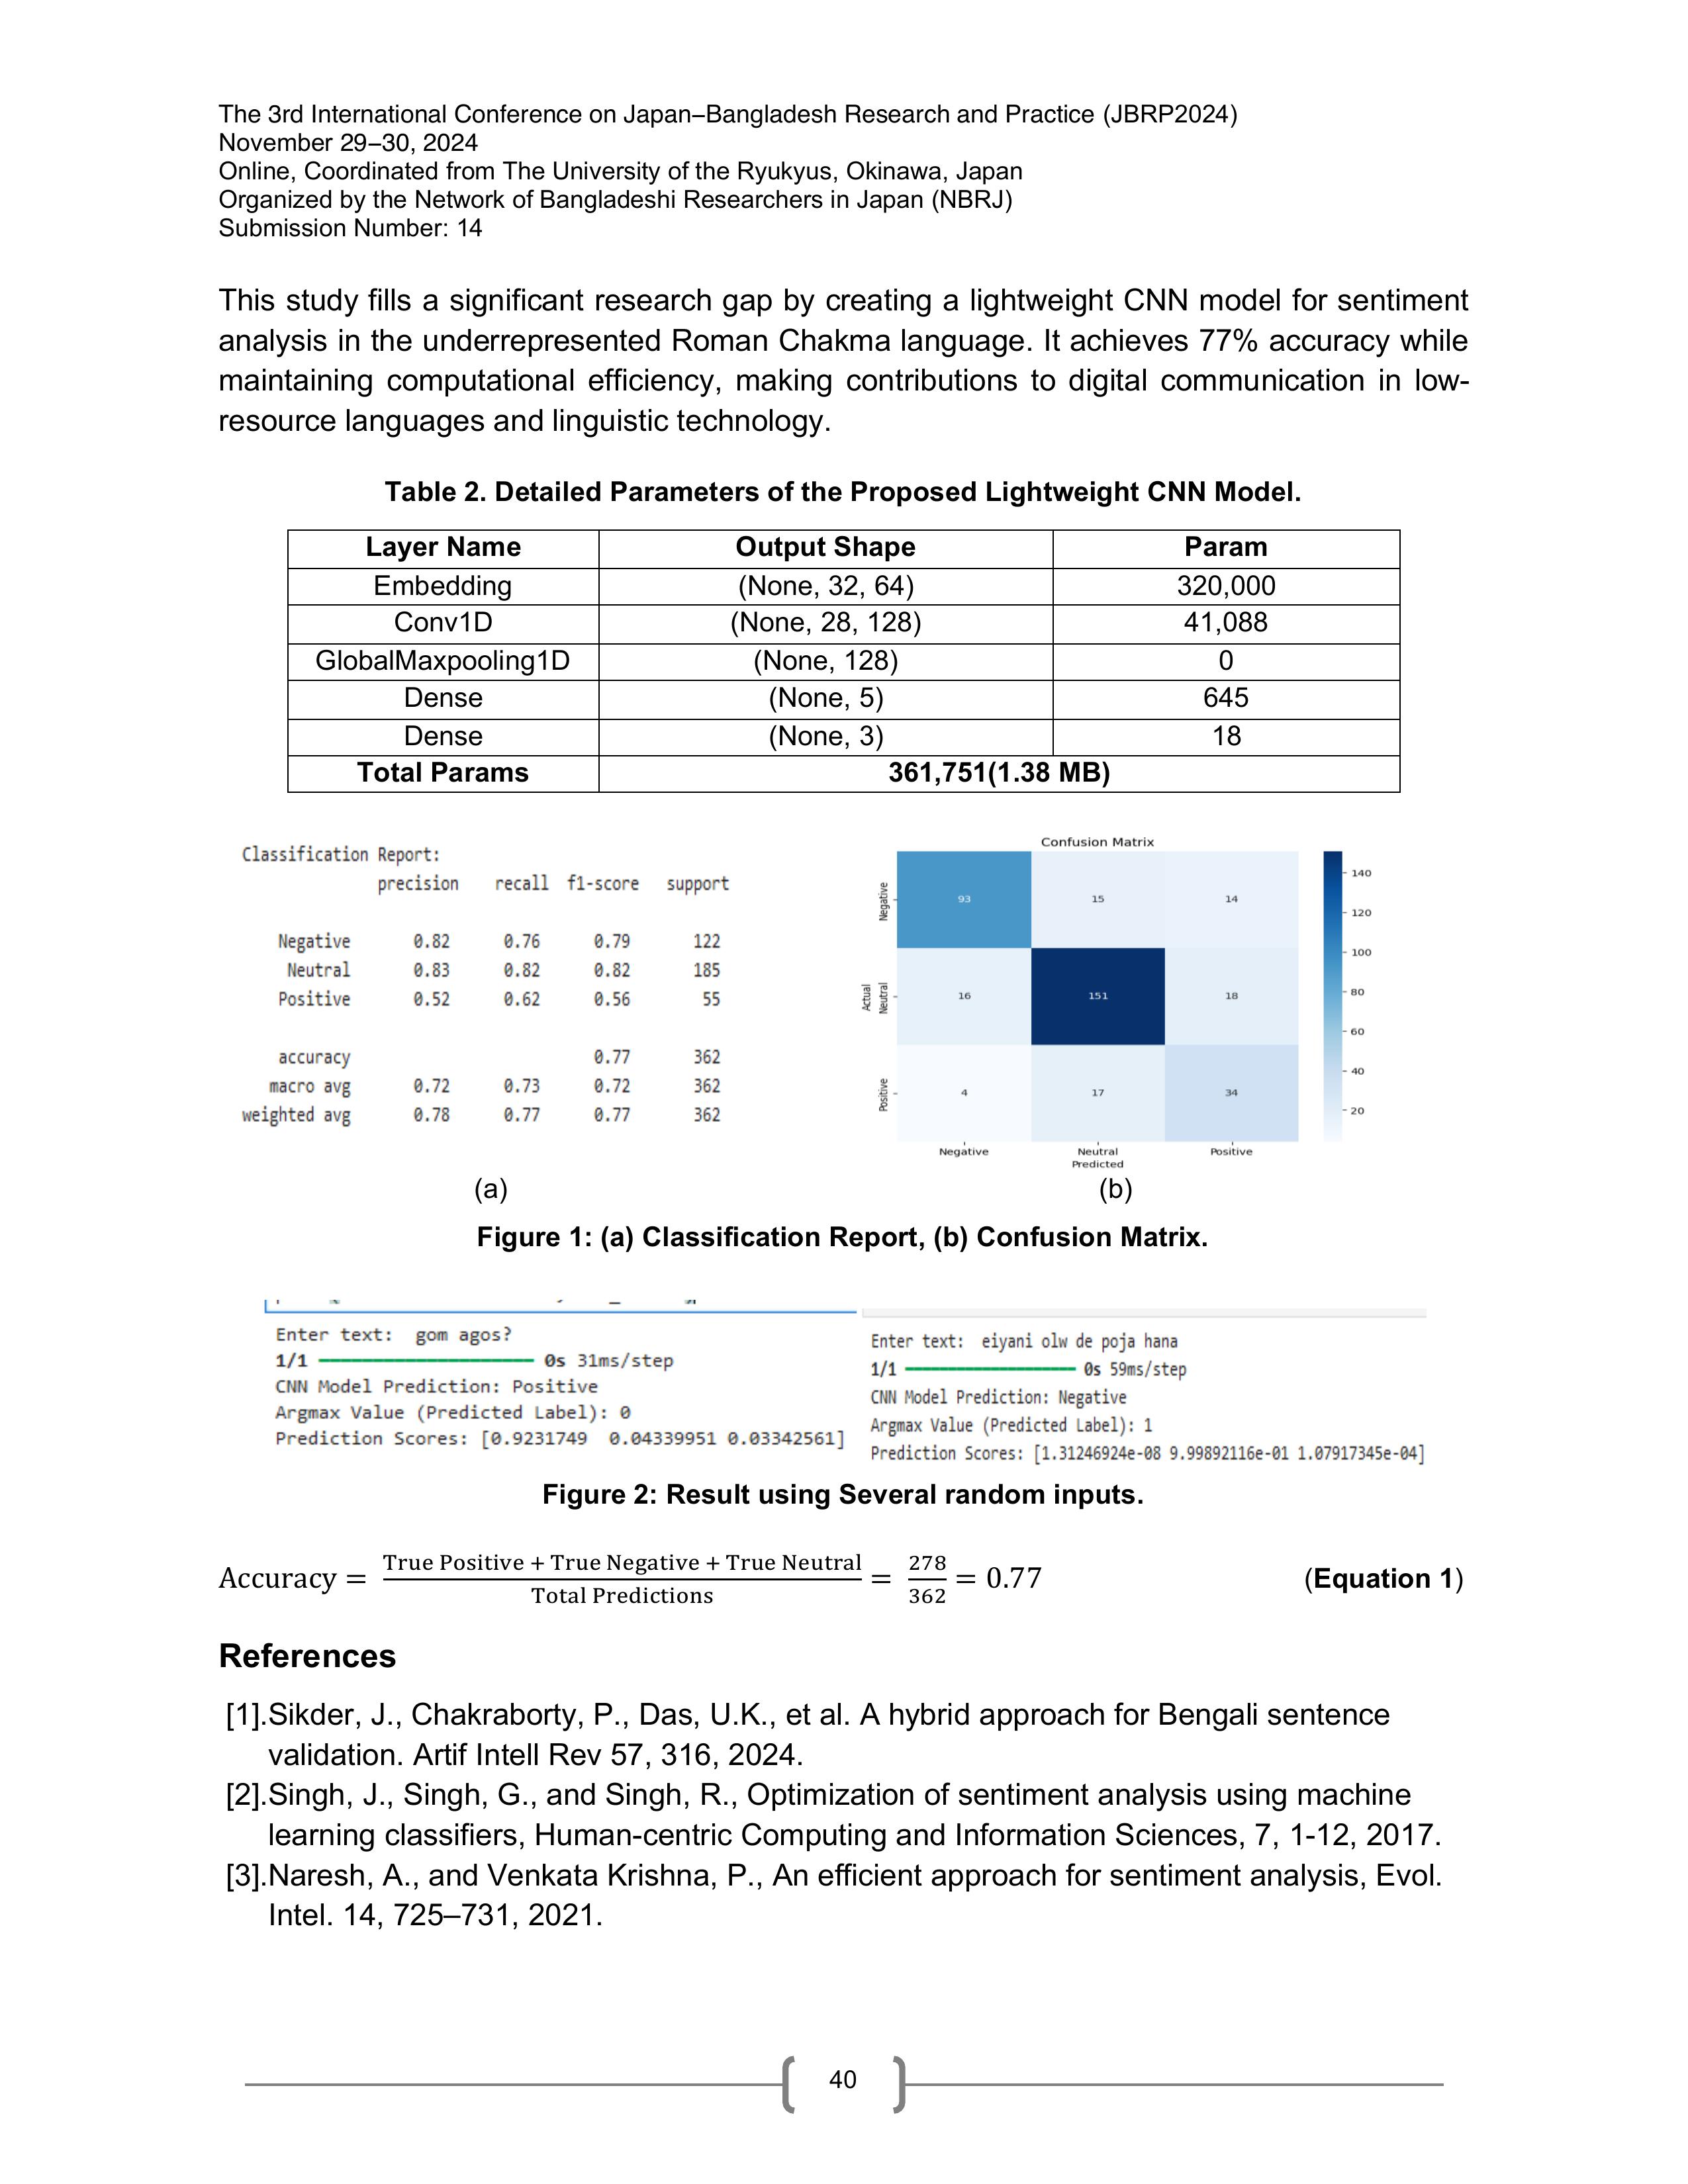 The 3rd International Conference on Japan–Bangladesh Research and Practice (JBRP2024)
November 29–30, 2024
Online, Coordinated from The University of the Ryukyus, Okinawa, Japan
Organized by the Network of Bangladeshi Researchers in Japan (NBRJ)
Submission Number: 14
This study fills a significant research gap by creating a lightweight CNN model for sentiment
analysis in the underrepresented Roman Chakma language. It achieves 77% accuracy while
maintaining computational efficiency, making contributions to digital communication in low-
resource languages and linguistic technology.
Table 2. Detailed Parameters of the Proposed Lightweight CNN Model.
Layer Name Output Shape Param
Embedding (None, 32, 64) 320,000
Conv1D (None, 28, 128) 41,088
GlobalMaxpooling1D (None, 128) 0
Dense (None, 5) 645
Dense (None, 3) 18
Total Params 361,751(1.38 MB)
Classification Report:
precision recall f1-score support
Negative 0.82 0.76 0.79 122
Neutral 0.83 0.82 0.82 185
Positive 0.52 0.62 0.56 55
accuracy 0.77 362
macro avg 0.72 0.73 0.72 362
weighted avg 0.78 0.77 0.77 362
(a)
Confusion Matrix
Negative 93 15 14
Actual
Neutral 16 151 18
Positive 4 17 34
Negative Neutral Positive
Predicted
140
120
100
80
60
40
20
(b)
Figure 1: (a) Classification Report, (b) Confusion Matrix.
Enter text: gom agos?
1/1 0s 31ms/step
CNN Model Prediction: Positive
Argmax Value (Predicted Label): 0
Prediction Scores: [0.9231749 0.04339951 0.03342561]
Enter text: eiyani olw de poja hana
1/1 0s 59ms/step
CNN Model Prediction: Negative
Argmax Value (Predicted Label): 1
Prediction Scores: [1.31246924e-08 9.99892116e-01 1.07917345e-04]
Figure 2: Result using Several random inputs.
Accuracy = True Positive + True Negative + True Neutral / Total Predictions = 278 / 362 = 0.77 (Equation 1)
References
[1].Sikder, J., Chakraborty, P., Das, U.K., et al. A hybrid approach for Bengali sentence
validation. Artif Intell Rev 57, 316, 2024.
[2].Singh, J., Singh, G., and Singh, R., Optimization of sentiment analysis using machine
learning classifiers, Human-centric Computing and Information Sciences, 7, 1-12, 2017.
[3].Naresh, A., and Venkata Krishna, P., An efficient approach for sentiment analysis, Evol.
Intel. 14, 725–731, 2021.
40